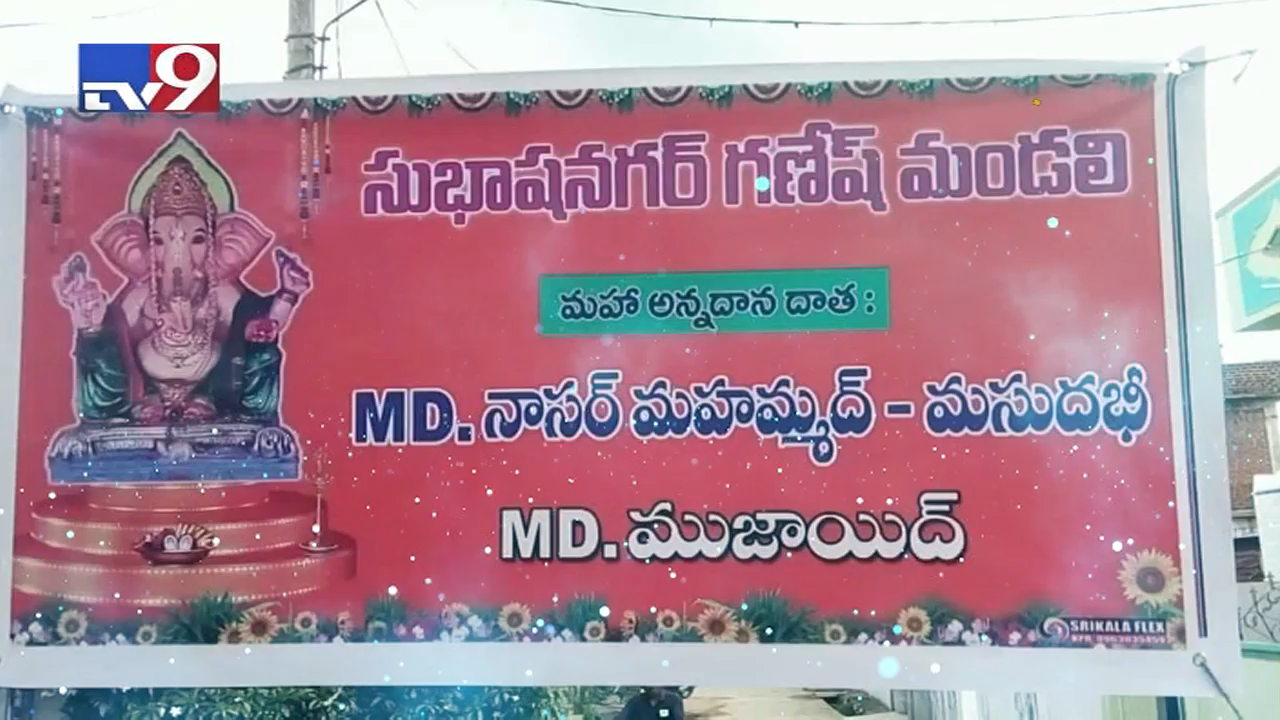 TV9
సుభాషనగర్ గణేష్ మండలి
మహా అన్నదాన దాత :
MD. నాసర్ మహమ్మద్ - మసుదబీ
MD. ముజాయిద్
SRIKALA FLEX